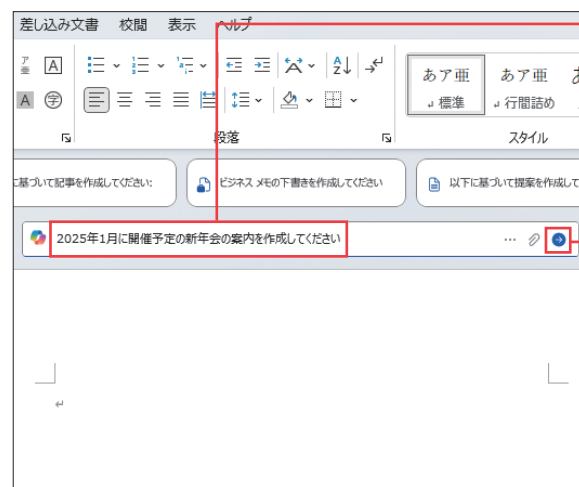 差し込み文書 校閲 表示 ヘルプ
ア亜 A
A 字
あア亜 あア亜 あ
↲ 標準 ↲ 行間詰め
段落 スタイル
に基づいて記事を作成してください: ビジネス メモの下書きを作成してください 以下に基づいて提案を作成して
2025年1月に開催予定の新年会の案内を作成してください